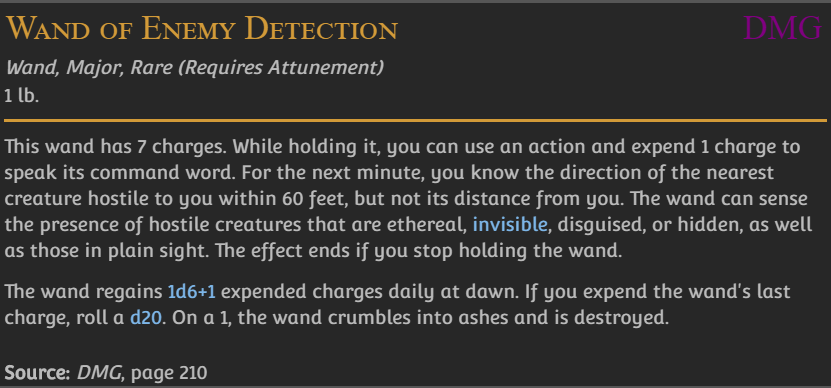 Wand of Enemy Detection DMG
Wand, Major, Rare (Requires Attunement)
1 lb.
This wand has 7 charges. While holding it, you can use an action and expend 1 charge to
speak its command word. For the next minute, you know the direction of the nearest
creature hostile to you within 60 feet, but not its distance from you. The wand can sense
the presence of hostile creatures that are ethereal, invisible, disguised, or hidden, as well
as those in plain sight. The effect ends if you stop holding the wand.
The wand regains 1d6+1 expended charges daily at dawn. If you expend the wand's last
charge, roll a d20. On a 1, the wand crumbles into ashes and is destroyed.
Source: DMG, page 210